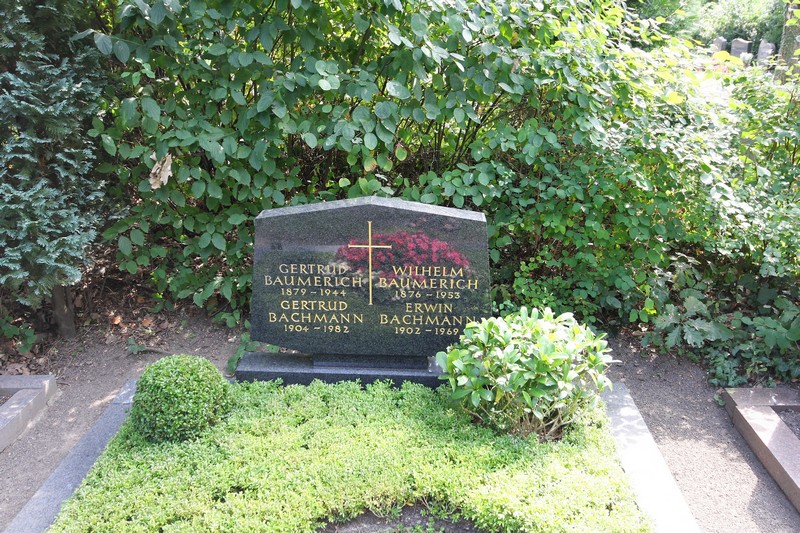 GERTRUD
BAUMERICH
1879–1944
WILHELM
BAUMERICH
1876–1953
GERTRUD
BACHMANN
1904–1982
ERWIN
BACHMANN
1902–1969